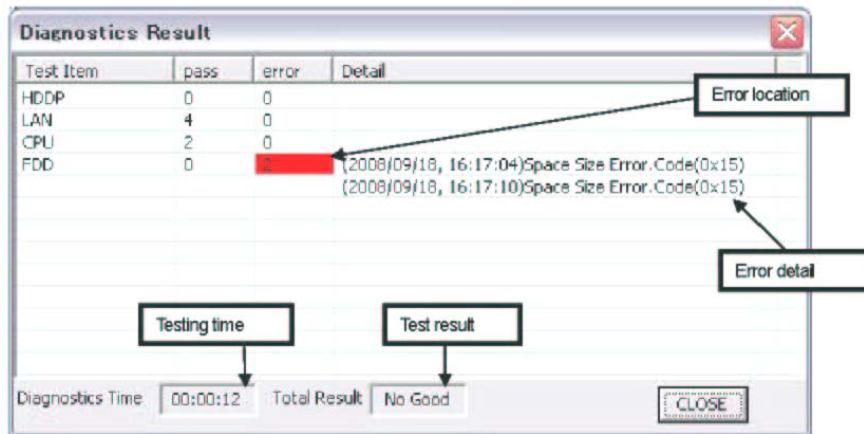 Diagnostics Result
Test Item pass error Detail
HDDP 0 0
LAN 4 0
CPU 2 0
FDD 0 2 (2008/09/18, 16:17:04)Space Size Error.Code(0x15)
(2008/09/18, 16:17:10)Space Size Error.Code(0x15)
Error location
Error detail
Testing time
Test result
Diagnostics Time 00:00:12 Total Result No Good CLOSE